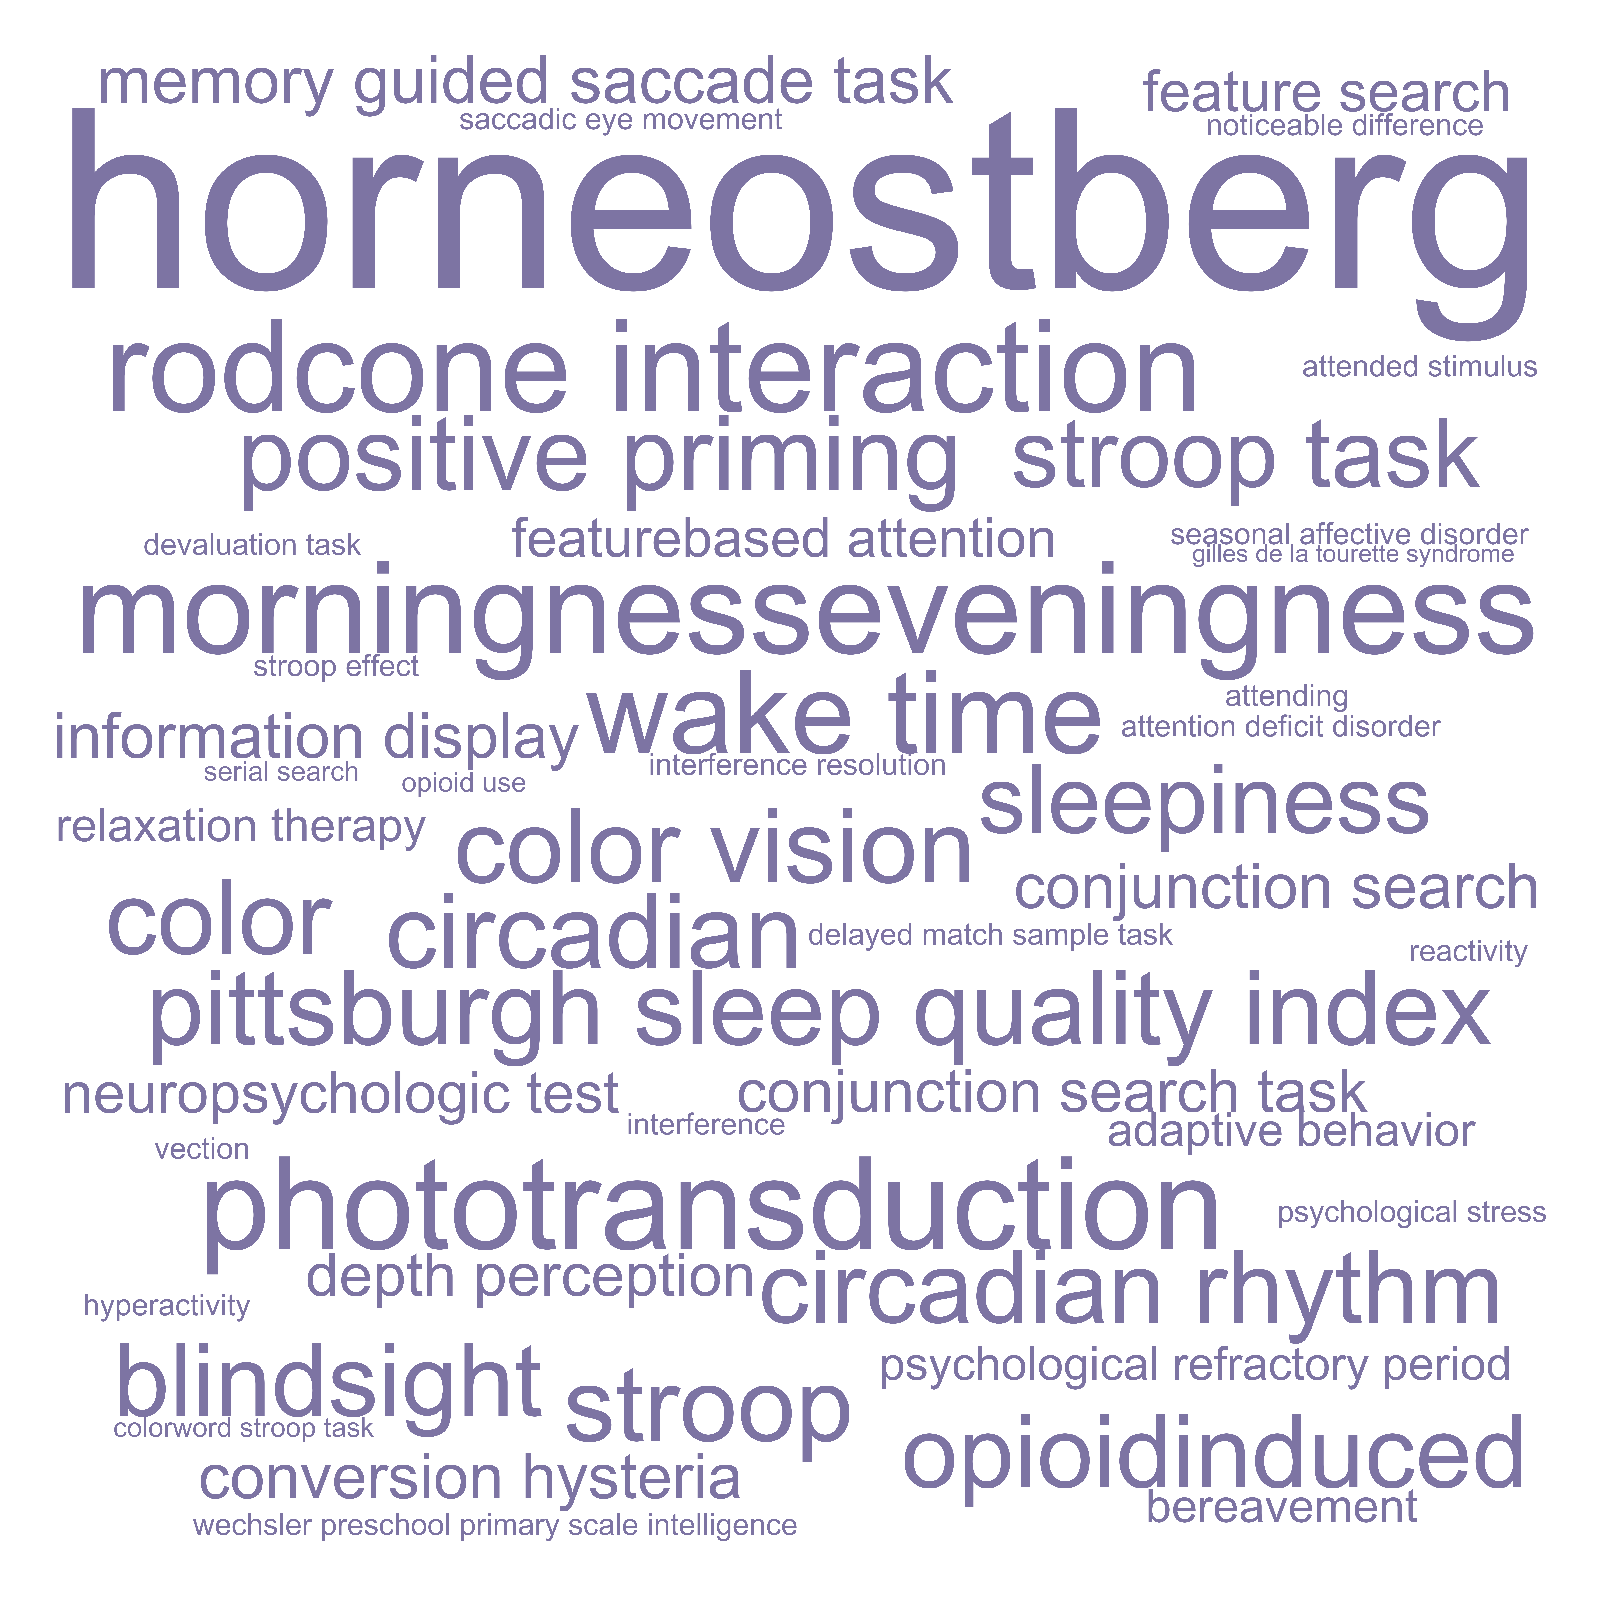 memory guided saccade task
feature search
saccadic eye movement
noticeable difference
horneostberg
rodcone interaction
attended stimulus
positive priming
stroop task
devaluation task
featurebased attention
seasonal affective disorder
gilles de la tourette syndrome
morningnesseveningness
stroop effect
wake time
attending
information display
attention deficit disorder
serial search
opioid use
interference resolution
sleepiness
relaxation therapy
color vision
conjunction search
color
circadian
delayed match sample task
reactivity
pittsburgh sleep quality index
neuropsychologic test
conjunction search task
interference
adaptive behavior
vection
phototransduction
psychological stress
depth perception
circadian rhythm
hyperactivity
blindsight
stroop
psychological refractory period
colorword stroop task
opioidinduced
conversion hysteria
bereavement
wechsler preschool primary scale intelligence